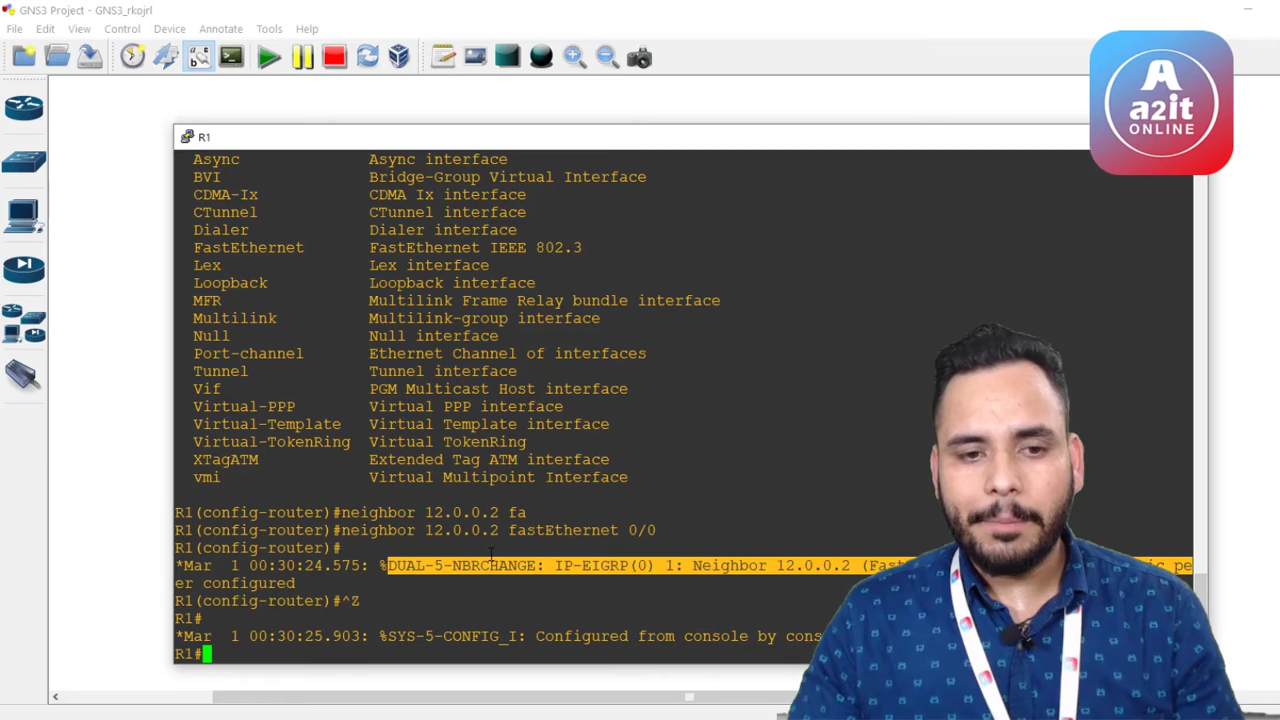 GNS3 Project - GNS3_rkojrl
File Edit View Control Device Annotate Tools Help
A
a2it
ONLINE
R1
Async Async interface
BVI Bridge-Group Virtual Interface
CDMA-Ix CDMA Ix interface
CTunnel CTunnel interface
Dialer Dialer interface
FastEthernet FastEthernet IEEE 802.3
Lex Lex interface
Loopback Loopback interface
MFR Multilink Frame Relay bundle interface
Multilink Multilink-group interface
Null Null interface
Port-channel Ethernet Channel of interfaces
Tunnel Tunnel interface
Vif PGM Multicast Host interface
Virtual-PPP Virtual PPP interface
Virtual-Template Virtual Template interface
Virtual-TokenRing Virtual TokenRing
XTagATM Extended Tag ATM interface
vmi Virtual Multipoint Interface
R1(config-router)#neighbor 12.0.0.2 fa
R1(config-router)#neighbor 12.0.0.2 fastEthernet 0/0
R1(config-router)#
*Mar 1 00:30:24.575: %DUAL-5-NBRCHANGE: IP-EIGRP(0) 1: Neighbor 12.0.0.2 pe
er configured
R1(config-router)#^Z
R1#
*Mar 1 00:30:25.903: %SYS-5-CONFIG_I: Configured from console by
R1#